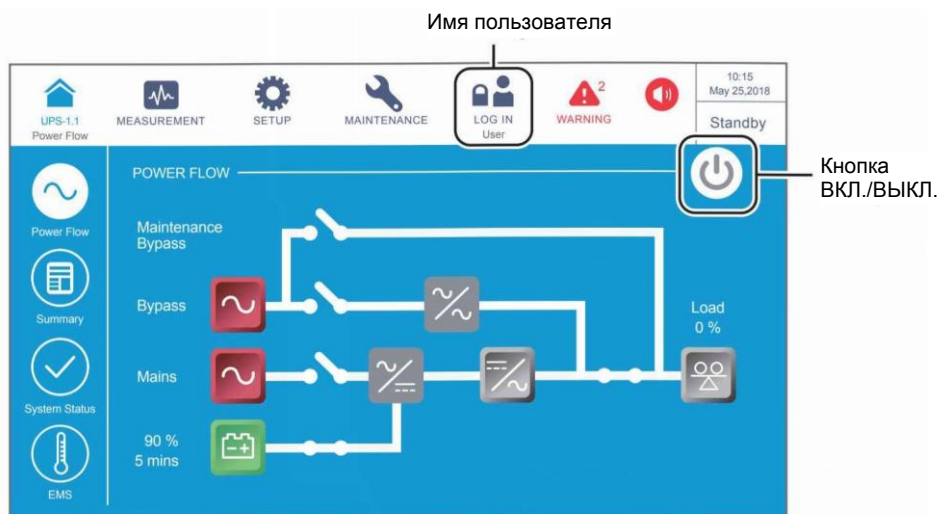 Имя пользователя
10:15
May 25,2018
UPS-1.1
Power Flow
MEASUREMENT
SETUP
MAINTENANCE
LOG IN
User
2
WARNING
Standby
POWER FLOW
Кнопка
ВКЛ./ВЫКЛ.
Power Flow
Maintenance
Bypass
Summary
Bypass
Load
0 %
Mains
System Status
90 %
5 mins
EMS